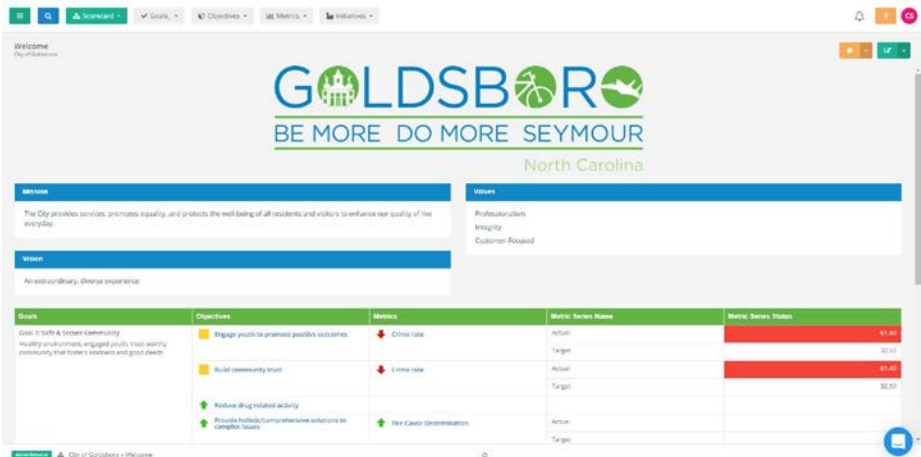 Scorecard
Goals
Objectives
Metrics
Initiatives
CS
Welcome
City of Goldsboro
GOLDSBORO
BE MORE DO MORE SEYMOUR
North Carolina
Mission
The City provides services, promotes equality, and protects the well-being of all residents and visitors to enhance our quality of live
everyday.
Values
Professionalism
Integrity
Customer-Focused
Vision
An extraordinary, diverse experience
Goals Objectives Metrics Metric Series Name Metric Series Status
Goal 1: Safe & Secure Community
Healthy environment, engaged youth, trust worthy
community that fosters kindness and good deeds
Engage youth to promote positive outcomes
Crime rate
Actual 61.40
Target 32.50
Build community trust
Crime rate
Actual 61.40
Target 32.50
Reduce drug related activity
Provide holistic/comprehensive solutions to
complex issues
Fire Cause Determination
Actual
Target
City of Goldsboro » Welcome